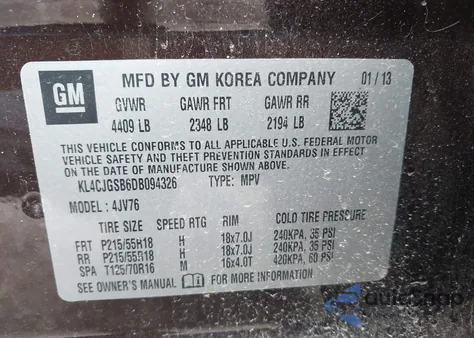 GM
MFD BY GM KOREA COMPANY 01/13
GVWR GAWR FRT GAWR RR
4409 LB 2348 LB 2194 LB
THIS VEHICLE CONFORMS TO ALL APPLICABLE U.S. FEDERAL MOTOR
VEHICLE SAFETY AND THEFT PREVENTION STANDARDS IN EFFECT
ON THE DATE OF MANUFACTURE SHOWN ABOVE.
KL4CJGSB6DB094326 TYPE: MPV
MODEL: 4JV76
TIRE SIZE SPEED RTG RIM COLD TIRE PRESSURE
FRT P215/55R18 H 18x7.0J 240KPA, 35 PSI
RR P215/55R18 H 18x7.0J 240KPA, 35 PSI
SPA T125/70R16 M 16x4.0T 420KPA, 60 PSI
SEE OWNER'S MANUAL FOR MORE INFORMATION